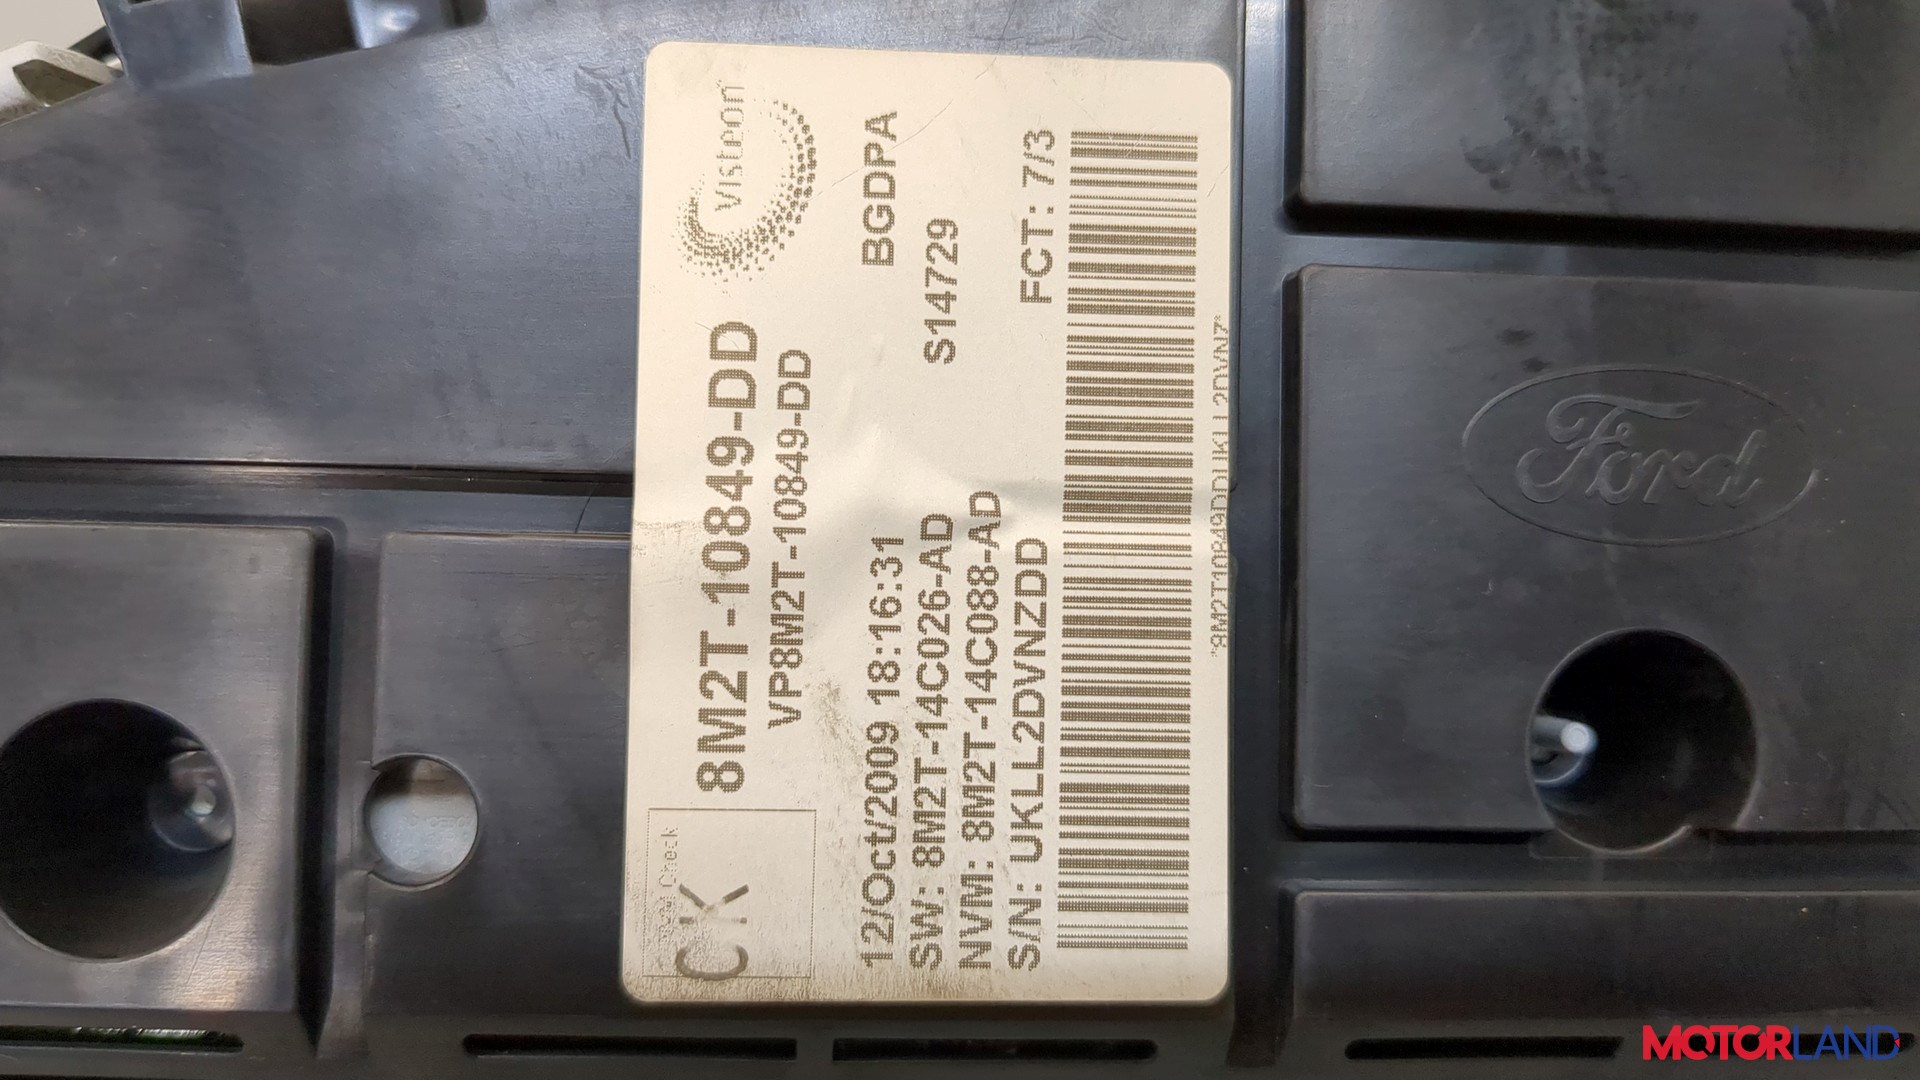 Visteon
8M2T-10849-DD
VP8M2T-10849-DD
CK
Check
BGDPA
12/Oct/2009 18:16:31
S14729
SW: 8M2T-14C026-AD
NVM: 8M2T-14C088-AD
S/N: UKLL2DVNZDD
FCT: 7/3
Ford
MOTORLAND